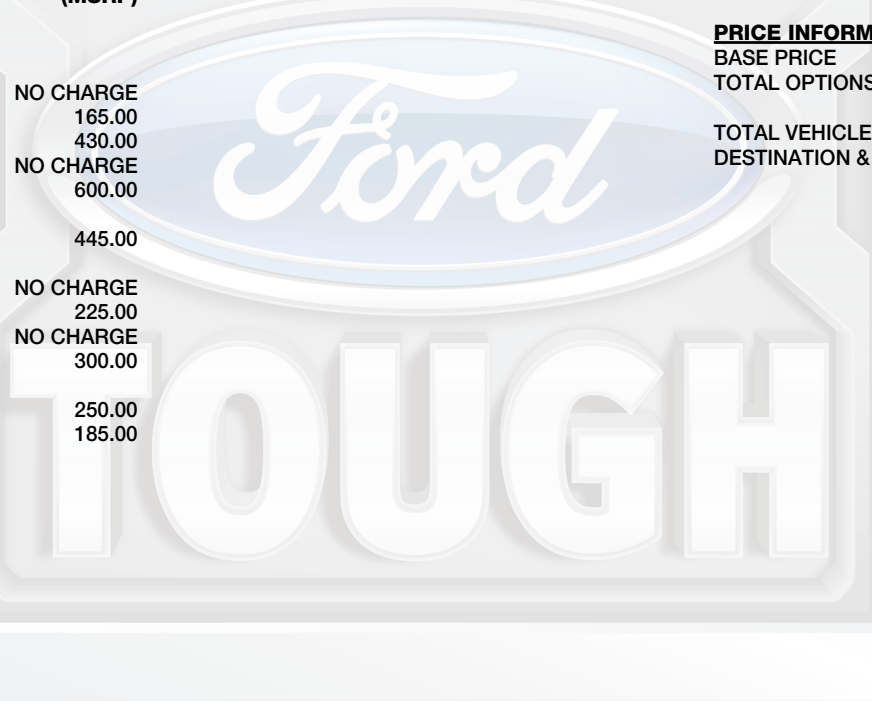 (MSRP)
NO CHARGE
165.00
430.00
NO CHARGE
600.00
445.00
NO CHARGE
225.00
NO CHARGE
300.00
250.00
185.00
PRICE INFORM
BASE PRICE
TOTAL OPTIONS
TOTAL VEHICLE
DESTINATION &
Ford
TOUGH